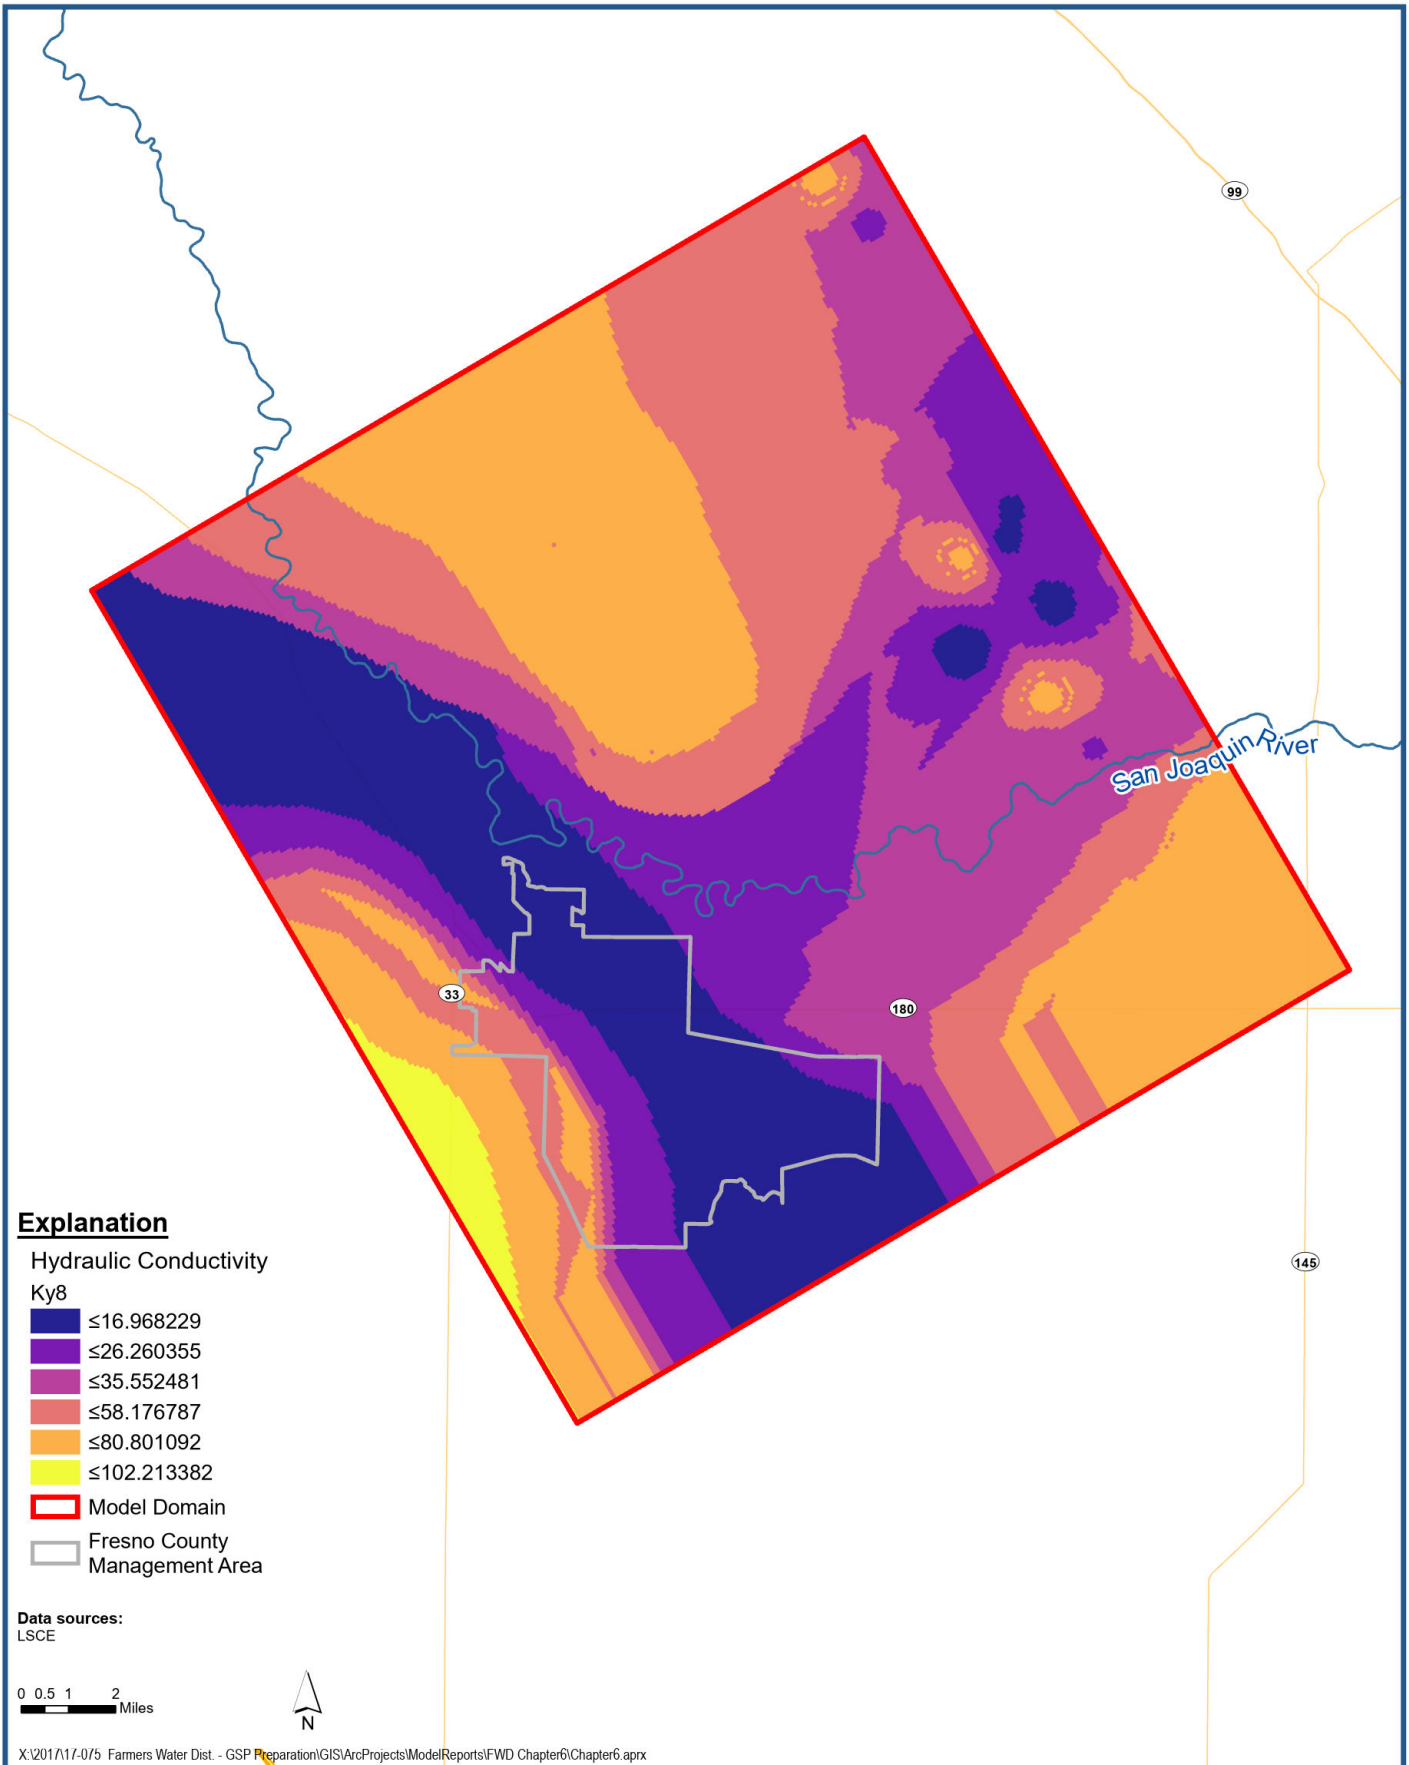 99
San Joaquin River
33
180
Explanation
Hydraulic Conductivity
Ky8
≤16.968229
≤26.260355
≤35.552481
≤58.176787
145
≤80.801092
≤102.213382
Model Domain
Fresno County
Management Area
Data sources:
LSCE
0 0.5 1 2
Miles
N
X:\2017\17-075 Farmers Water Dist. - GSP Preparation\GIS\ArcProjects\ModelReports\FWD Chapter6\Chapter6.aprx